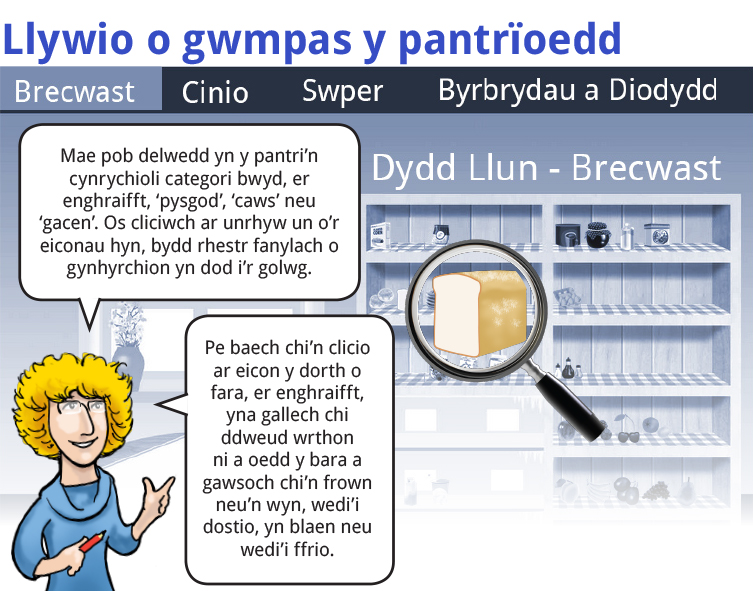 Llywio o gwmpas y pantrïoedd
Brecwast Cinio Swper Byrbrydau a Diodydd
Dydd Llun - Brecwast
Mae pob delwedd yn y pantri’n
cynrychioli categori bwyd, er
enghraifft, ‘pysgod’, ‘caws’ neu
‘gacen’. Os cliciwch ar unrhyw un o’r
eiconau hyn, bydd rhestr fanylach o
gynhyrchion yn dod i’r golwg.
Pe baech chi’n clicio
ar eicon y dorth o
fara, er enghraifft,
yna gallech chi
ddweud wrthon
ni a oedd y bara a
gawsoch chi’n frown
neu’n wyn, wedi’i
dostio, yn blaen neu
wedi’i ffrio.